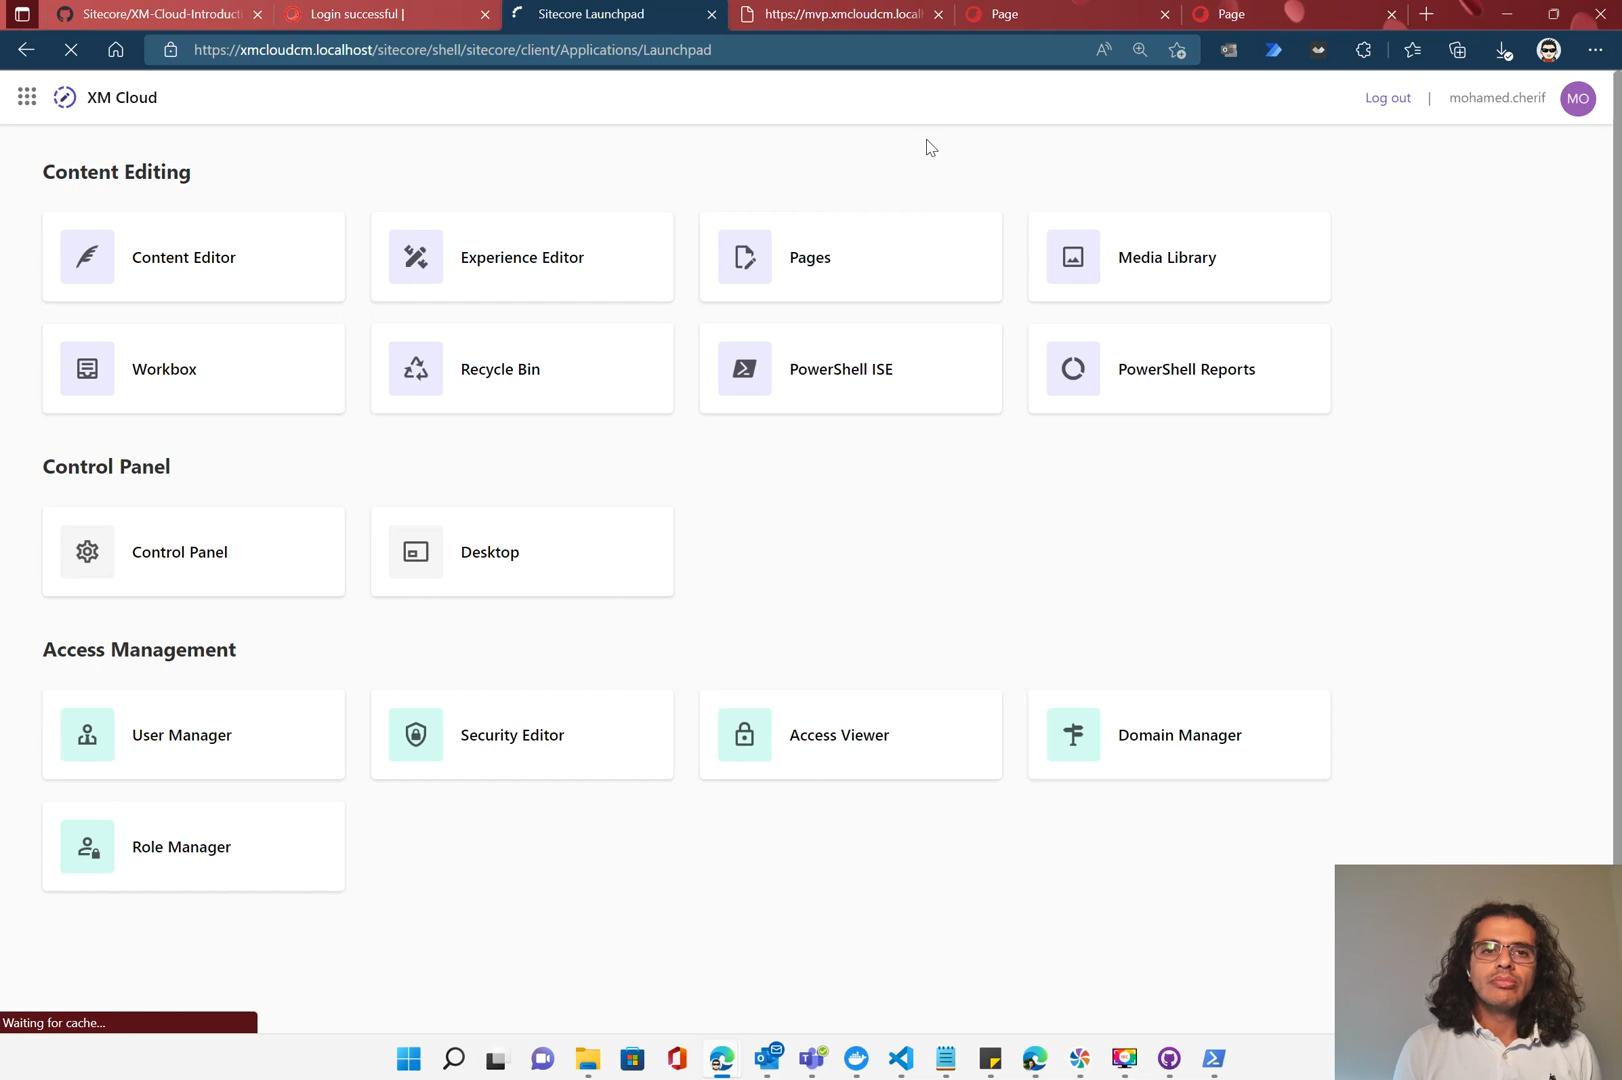 Sitecore/XM-Cloud-Introducti
Login successful |
Sitecore Launchpad
https://mvp.xmcloudcm.local
Page
Page
https://xmcloudcm.localhost/sitecore/shell/sitecore/client/Applications/Launchpad
XM Cloud
Log out | mohamed.cherif MO
Content Editing
Content Editor
Experience Editor
Pages
Media Library
Workbox
Recycle Bin
PowerShell ISE
PowerShell Reports
Control Panel
Control Panel
Desktop
Access Management
User Manager
Security Editor
Access Viewer
Domain Manager
Role Manager
Waiting for cache...